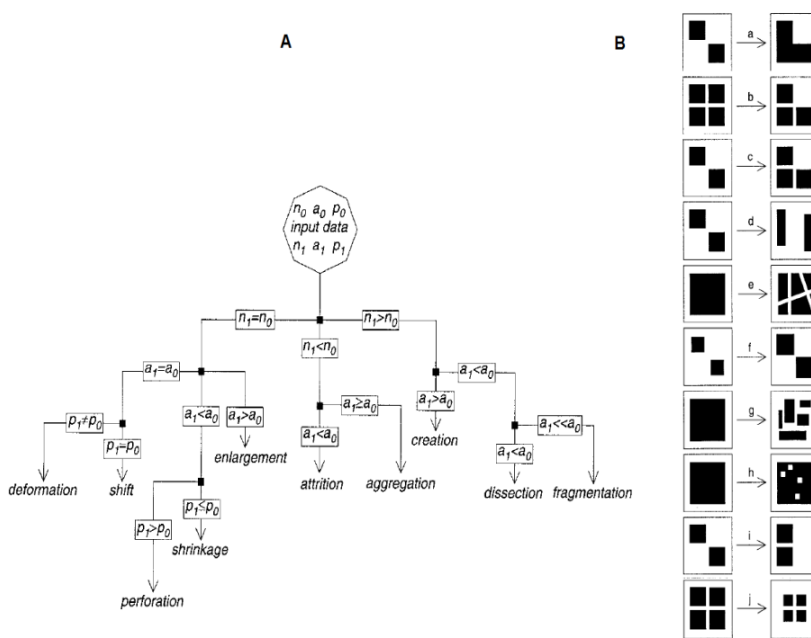 A
B
n₀ a₀ p₀
input data
n₁ a₁ p₁
n₁=n₀
n₁>n₀
n₁<n₀
a₁=a₀
a₁<a₀
a₁>a₀
a₁<a₀
a₁≥a₀
a₁>a₀
a₁<a₀
p₁≠p₀
p₁=p₀
enlargement
creation
a₁<a₀
a₁<<a₀
deformation
shift
attrition
aggregation
dissection
fragmentation
p₁>p₀
p₁≤p₀
shrinkage
perforation
a
b
c
d
e
f
g
h
i
j